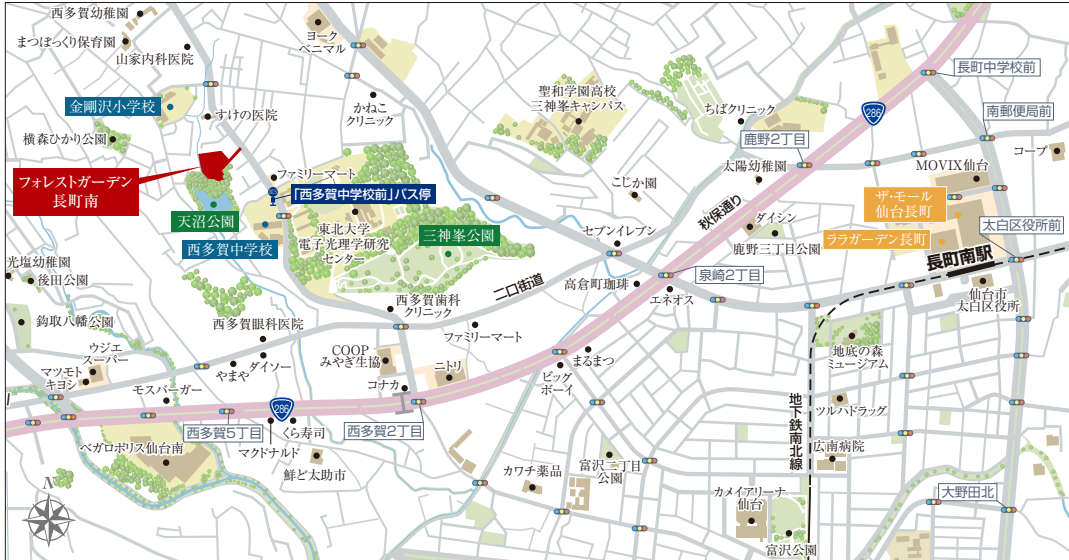 西多賀幼稚園
まつぼっくり保育園
山家内科医院
ヨーク
ベニマル
金剛沢小学校
すけの医院
横森ひかり公園
かねこ
クリニック
聖和学園高校
三神峯キャンパス
ちばクリニック
286
長町中学校前
南郵便局前
コープ
鹿野2丁目
太陽幼稚園
MOVIX仙台
フォレストガーデン
長町南
ファミリーマート
「西多賀中学校前」バス停
天沼公園
西多賀中学校
東北大学
電子光理学研究
センター
三神峯公園
こじか園
秋保通り
ダイシン
鹿野三丁目公園
ザ・モール
仙台長町
ララガーデン長町
太白区役所前
長町南駅
仙台市
太白区役所
セブンイレブン
泉崎2丁目
高倉町珈琲
エネオス
二口街道
光塩幼稚園
後田公園
鈎取八幡公園
西多賀歯科
クリニック
西多賀眼科医院
ファミリーマート
ウジエ
スーパー
マツモト
キヨシ
やまや
ダイソー
モスバーガー
COOP
みやぎ生協
コナカ
ニトリ
まるまつ
ビッグ
ボーイ
地底の森
ミュージアム
ツルハドラッグ
地下鉄南北線
広南病院
西多賀5丁目
286
くら寿司
マクドナルド
西多賀2丁目
ベガロポリス仙台南
鮮ど太助市
カワチ薬品
富沢二丁目
公園
カメイアリーナ
仙台
富沢公園
大野田北
N